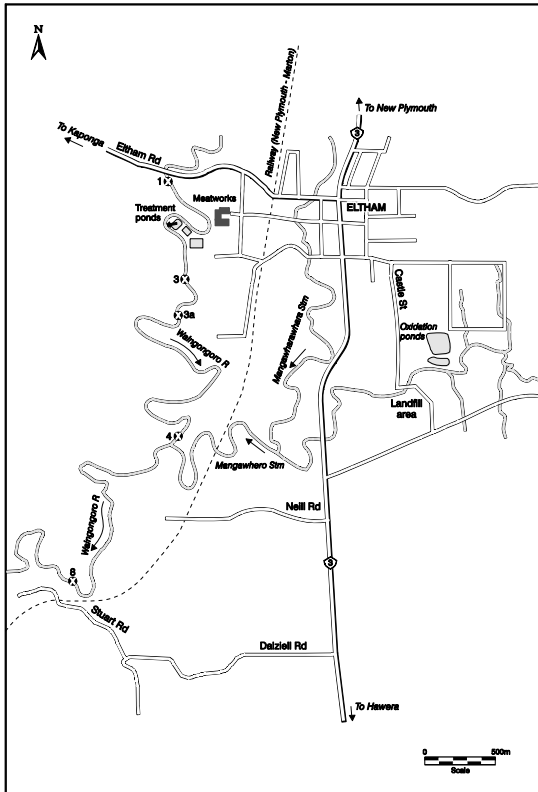 N
To New Plymouth
3
Railway (New Plymouth - Marton)
To Kaponga
Eltham Rd
1
Meatworks
ELTHAM
Treatment
ponds
3
Castle St
3a
Oxidation
ponds
Waingongoro R
Mangawharawhara Stm
Landfill
area
4
Mangawhero Stm
Waingongoro R
Neill Rd
3
6
Stuart Rd
Dalziell Rd
To Hawera
0 500m
Scale